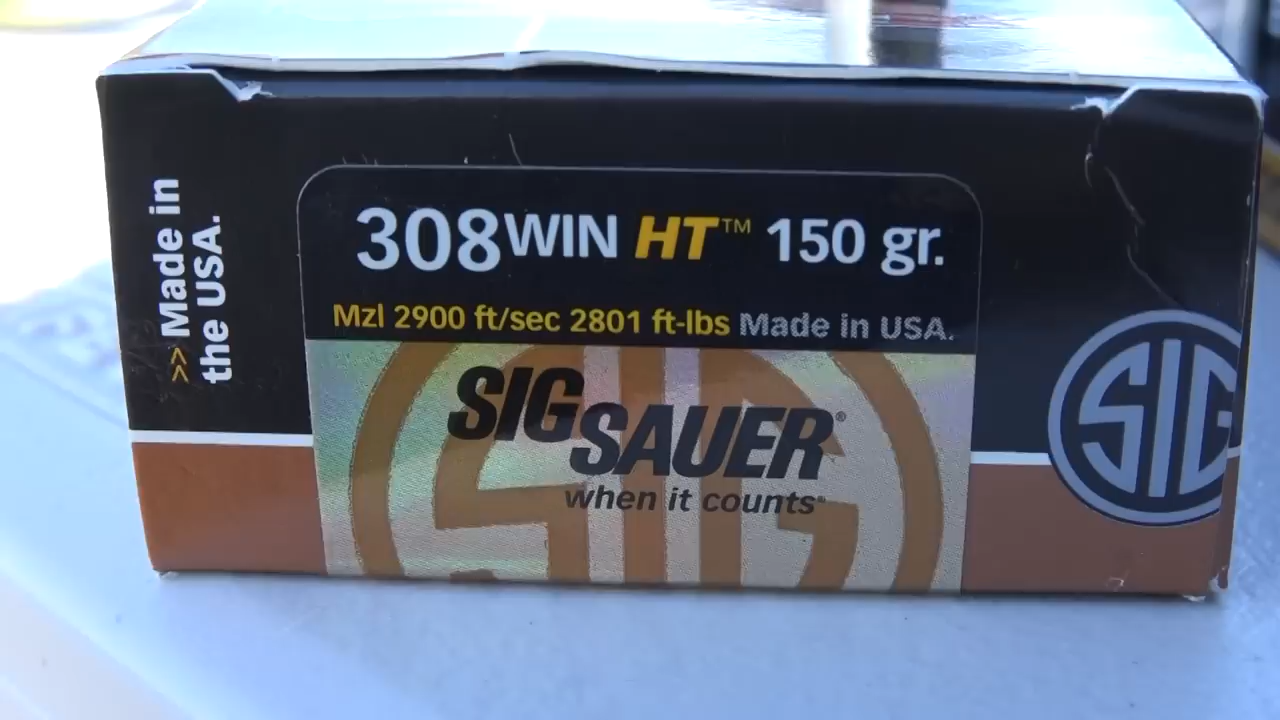 >> Made in
the USA.
308 WIN HT™ 150 gr.
Mzl 2900 ft/sec 2801 ft-lbs Made in USA.
SIG SAUER®
when it counts®
SIG
SIG